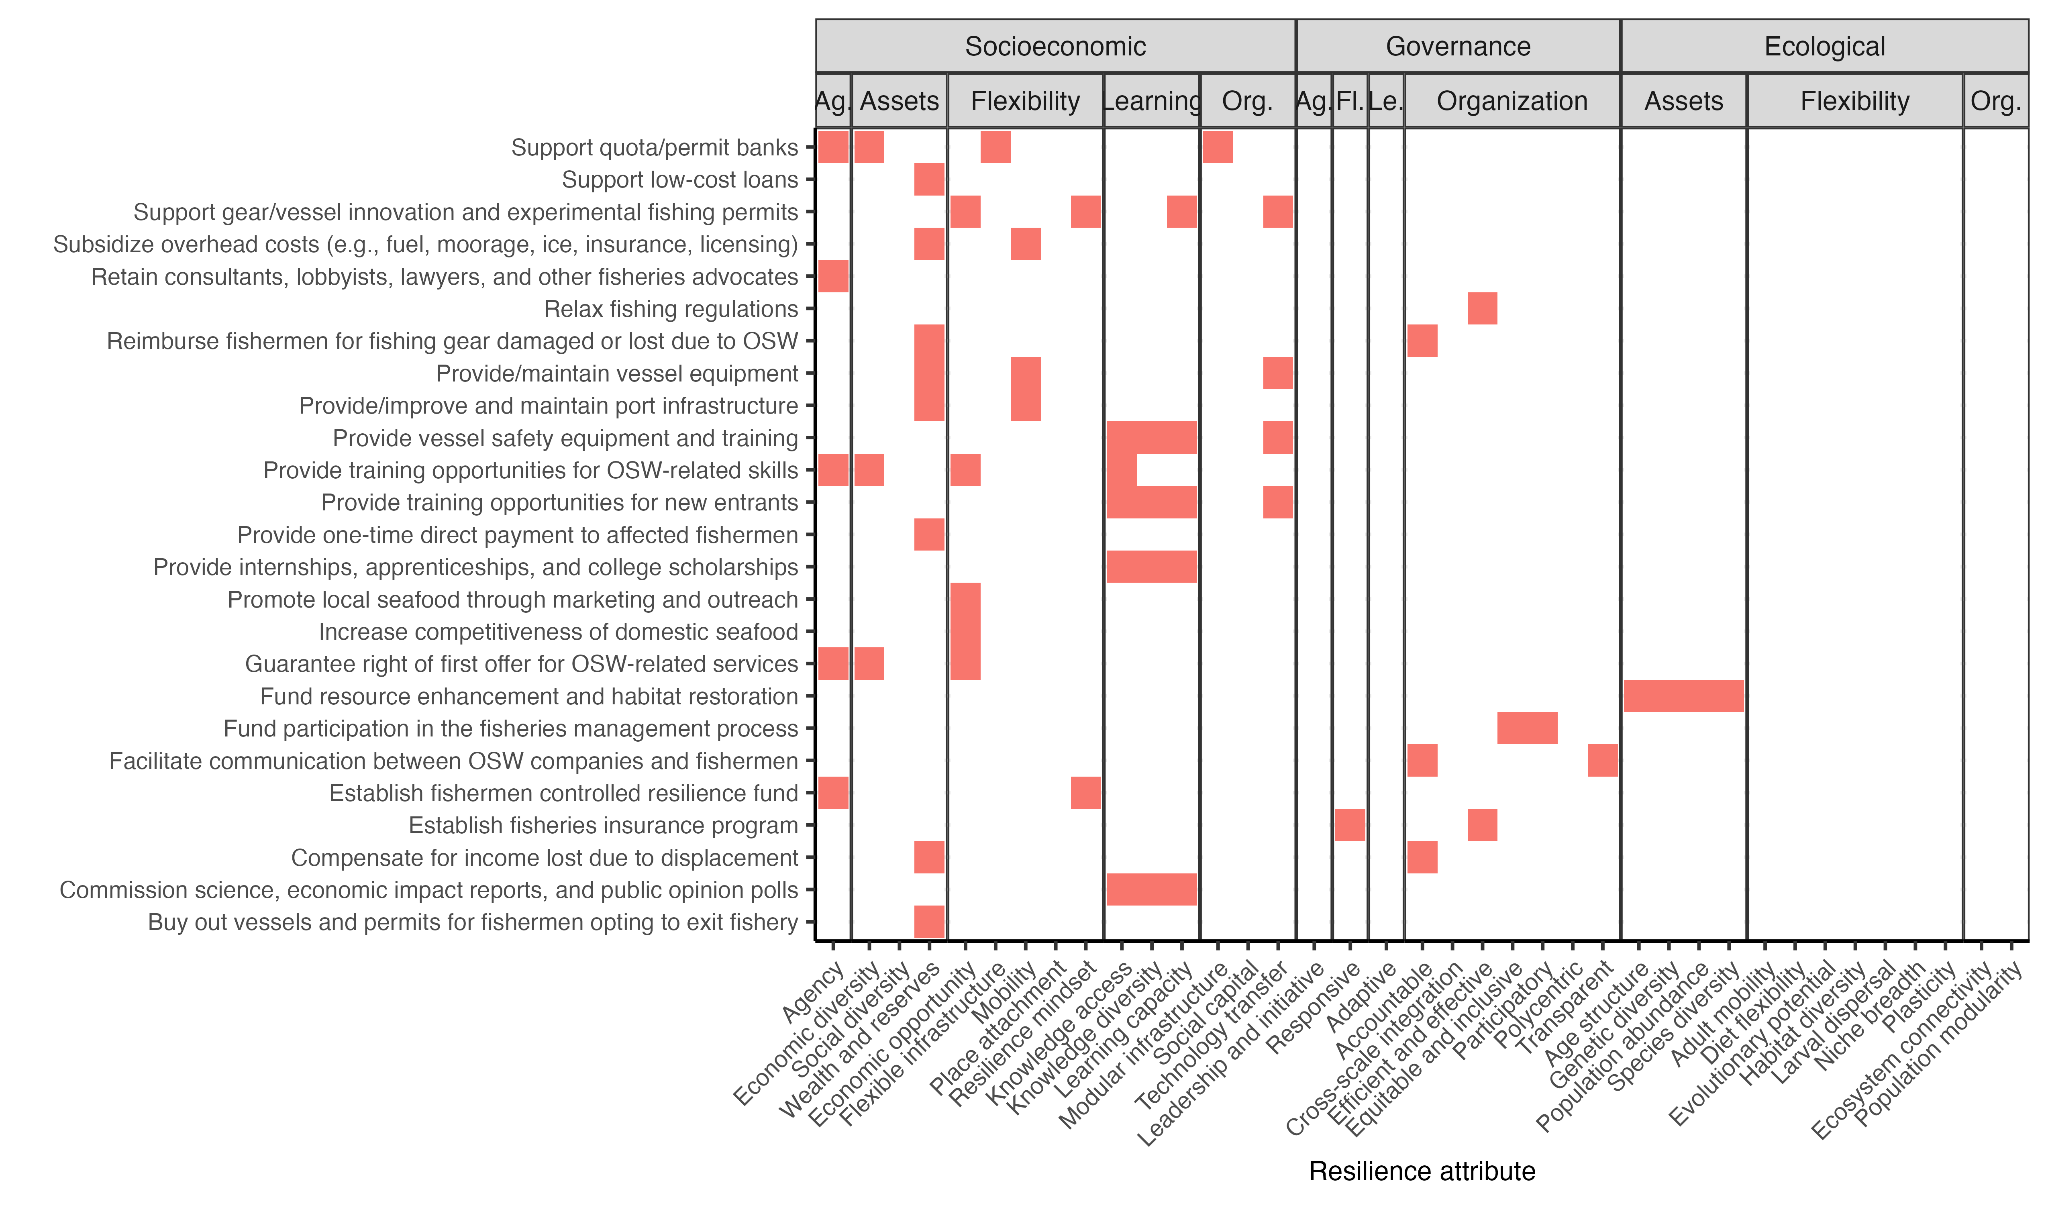 Socioeconomic Governance Ecological
Ag. Assets Flexibility Learning Org. Ag. Fl. Le. Organization Assets Flexibility Org.
Support quota/permit banks
Support low-cost loans
Support gear/vessel innovation and experimental fishing permits
Subsidize overhead costs (e.g., fuel, moorage, ice, insurance, licensing)
Retain consultants, lobbyists, lawyers, and other fisheries advocates
Relax fishing regulations
Reimburse fishermen for fishing gear damaged or lost due to OSW
Provide/maintain vessel equipment
Provide/improve and maintain port infrastructure
Provide vessel safety equipment and training
Provide training opportunities for OSW-related skills
Provide training opportunities for new entrants
Provide one-time direct payment to affected fishermen
Provide internships, apprenticeships, and college scholarships
Promote local seafood through marketing and outreach
Increase competitiveness of domestic seafood
Guarantee right of first offer for OSW-related services
Fund resource enhancement and habitat restoration
Fund participation in the fisheries management process
Facilitate communication between OSW companies and fishermen
Establish fishermen controlled resilience fund
Establish fisheries insurance program
Compensate for income lost due to displacement
Commission science, economic impact reports, and public opinion polls
Buy out vessels and permits for fishermen opting to exit fishery
Agency
Economic diversity
Social diversity
Wealth and reserves
Economic opportunity
Flexible infrastructure
Mobility
Place attachment
Resilience mindset
Knowledge access
Knowledge diversity
Learning capacity
Modular infrastructure
Social capital
Technology transfer
Leadership and initiative
Responsive
Adaptive
Accountable
Cross-scale integration
Efficient and effective
Equitable and inclusive
Participatory
Polycentric
Transparent
Age structure
Genetic diversity
Population abundance
Species diversity
Adult mobility
Diet flexibility
Evolutionary potential
Habitat diversity
Larval dispersal
Niche breadth
Plasticity
Ecosystem connectivity
Population modularity
Resilience attribute